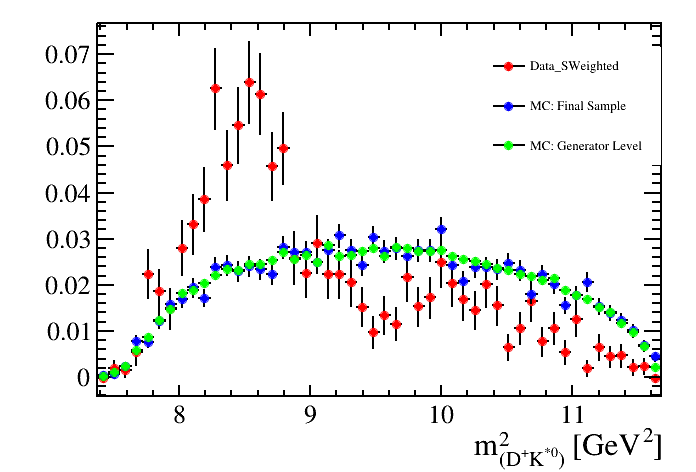 0.07
0.06
0.05
0.04
0.03
0.02
0.01
0
Data_SWeighted
MC: Final Sample
MC: Generator Level
8 9 10 11
m²(D⁺K*⁰) [GeV²]